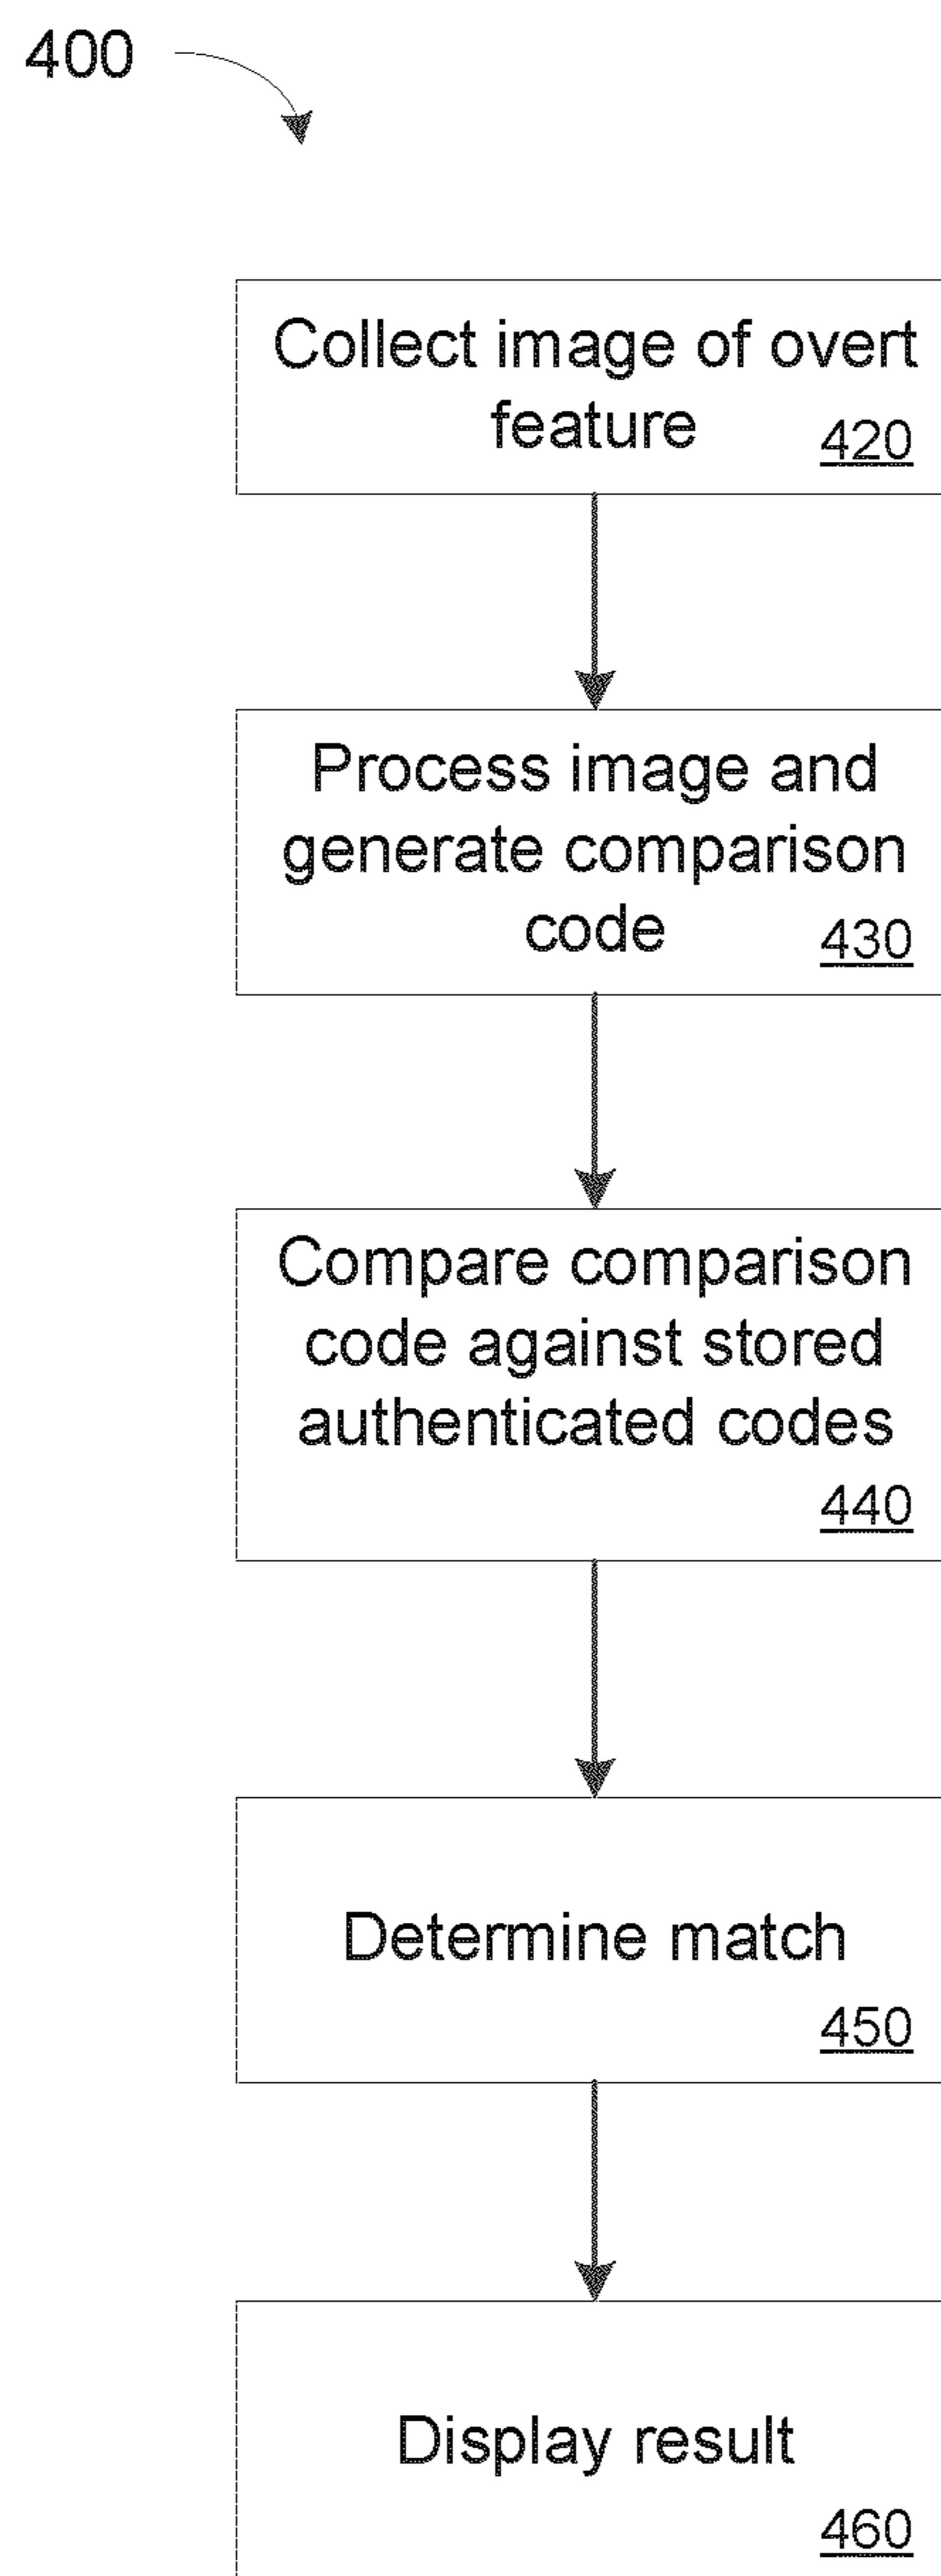 400
Collect image of overt
feature
420
Process image and
generate comparison
code
430
Compare comparison
code against stored
authenticated codes
440
Determine match
450
Display result
460